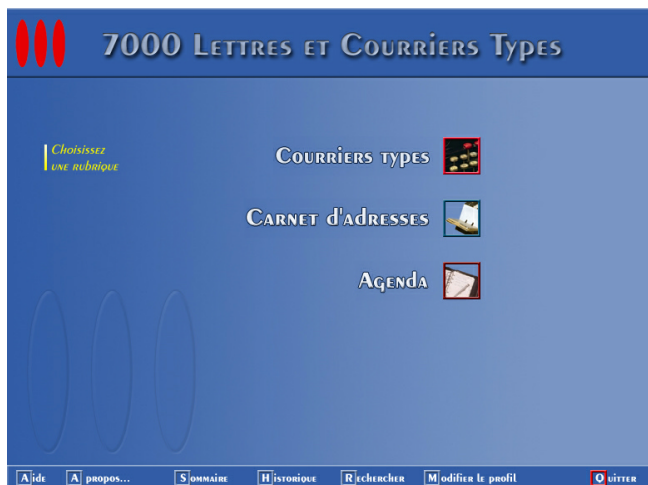 7000 Lettres et Courriers Types
Choisissez
une rubrique
Courriers types
Carnet d'adresses
Agenda
Aide A propos... Sommaire Historique Rechercher Modifier le profil Quitter